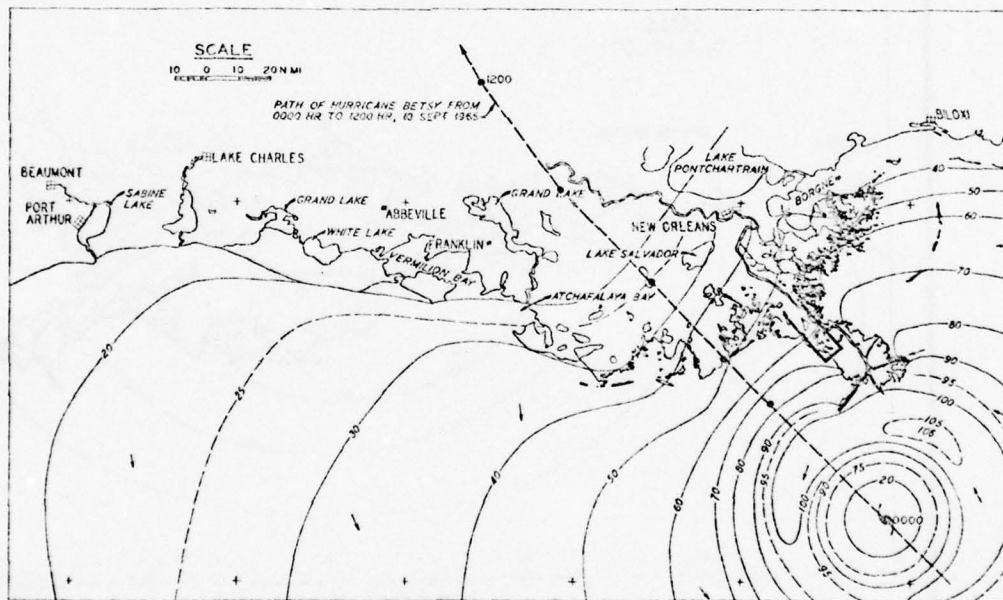 SCALE
10 0 10 20 N MI
1200
PATH OF HURRICANE BETSY FROM
0000 HR TO 1200 HR, 10 SEPT 1965
BILOXI
LAKE CHARLES
LAKE
PONTCHARTRAIN
BEAUMONT
SABINE
LAKE
GRAND LAKE
GRAND LAKE
BORGNE
40
50
PORT
ARTHUR
ABBEVILLE
60
WHITE LAKE
FRANKLIN
NEW ORLEANS
VERMILION BAY
LAKE SALVADOR
70
ATCHAFALAYA BAY
80
20
25
30
90
95
100
105
106
90
95
75
20
40
50
60
70
80
95
100
0000
95